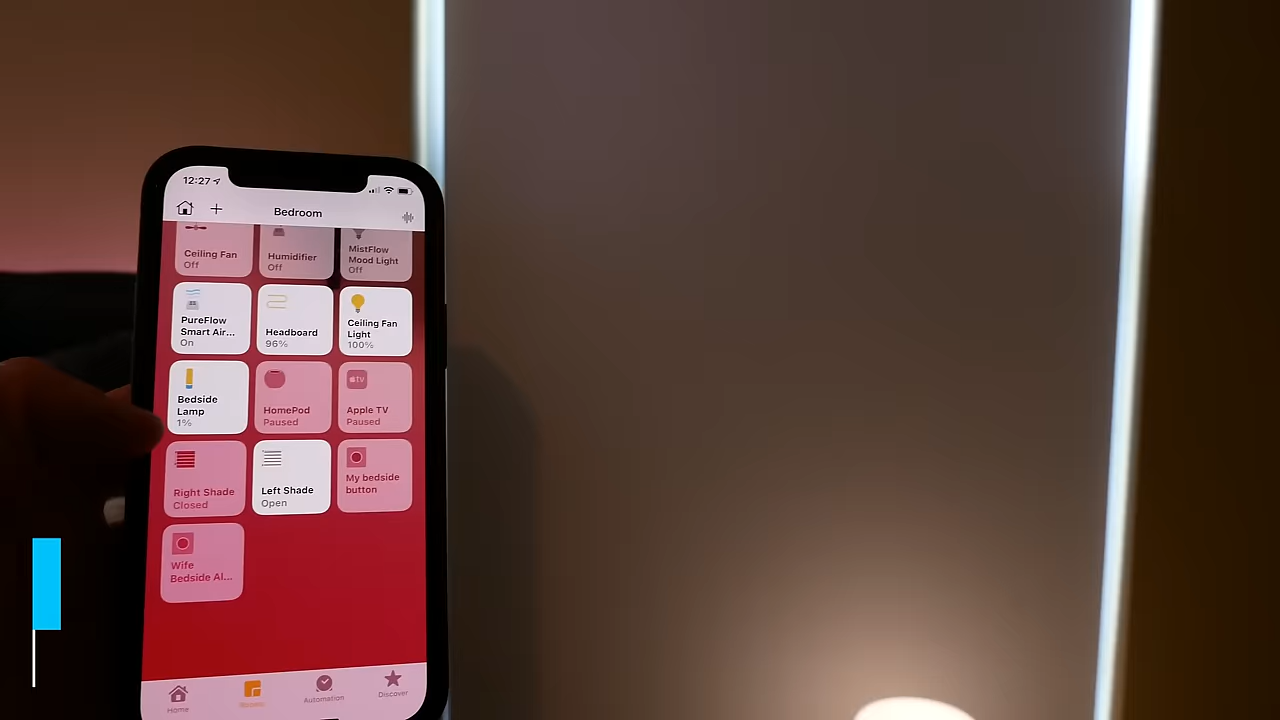 12:27
Bedroom
Ceiling Fan
Off
Humidifier
Off
MistFlow
Mood Light
Off
PureFlow
Smart Air...
On
Headboard
96%
Ceiling Fan
Light
100%
Bedside
Lamp
1%
HomePod
Paused
tv
Apple TV
Paused
Right Shade
Closed
Left Shade
Open
My bedside
button
Wife
Bedside Al...
Home
Rooms
Automation
Discover